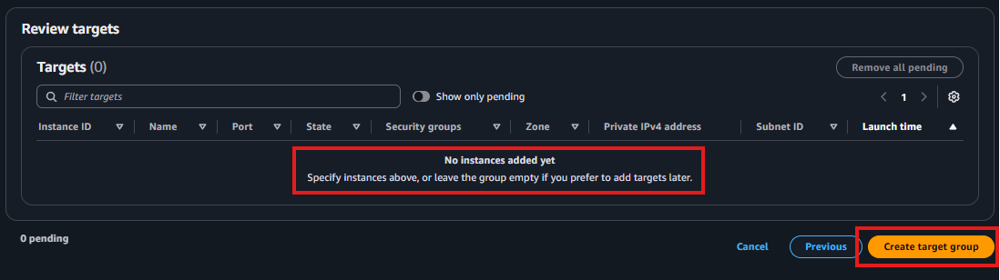 Review targets
Targets (0)
Remove all pending
Filter targets
Show only pending
1
Instance ID Name Port State Security groups Zone Private IPv4 address Subnet ID Launch time
No instances added yet
Specify instances above, or leave the group empty if you prefer to add targets later.
0 pending
Cancel Previous Create target group